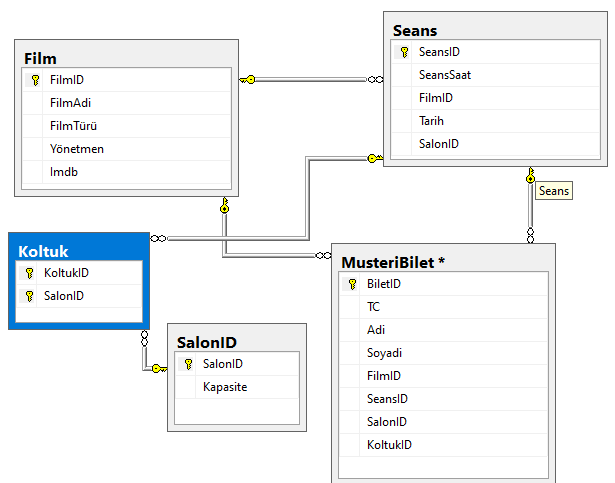 Film
FilmID
FilmAdi
FilmTürü
Yönetmen
Imdb
Seans
SeansID
SeansSaat
FilmID
Tarih
SalonID
Seans
Koltuk
KoltukID
SalonID
SalonID
SalonID
Kapasite
MusteriBilet *
BiletID
TC
Adi
Soyadi
FilmID
SeansID
SalonID
KoltukID